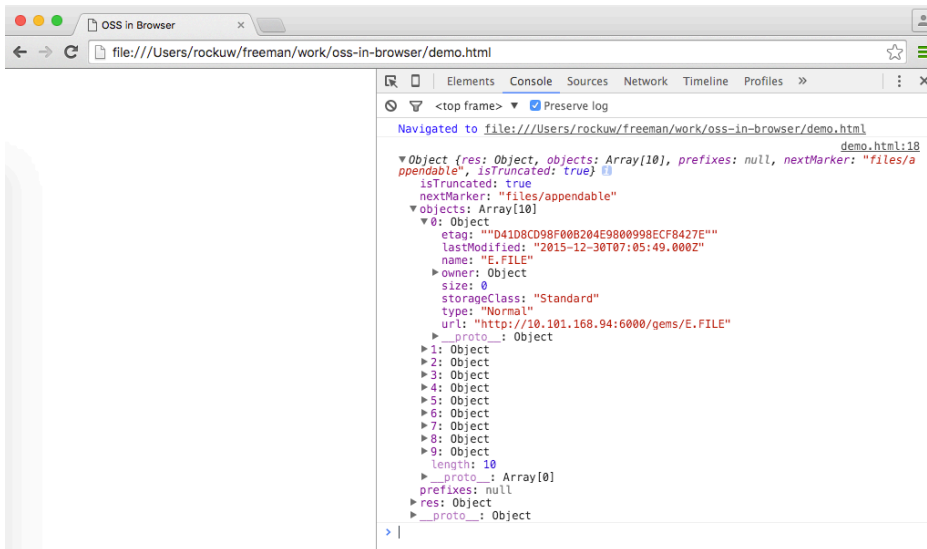 OSS in Browser
file:///Users/rockuw/freeman/work/oss-in-browser/demo.html
Elements Console Sources Network Timeline Profiles »
<top frame> ▼ Preserve log
Navigated to file:///Users/rockuw/freeman/work/oss-in-browser/demo.html
demo.html:18
▼Object {res: Object, objects: Array[10], prefixes: null, nextMarker: "files/a
ppendable", isTruncated: true}
isTruncated: true
nextMarker: "files/appendable"
▼objects: Array[10]
▼0: Object
etag: ""D41D8CD98F00B204E9800998ECF8427E""
lastModified: "2015-12-30T07:05:49.000Z"
name: "E.FILE"
▶owner: Object
size: 0
storageClass: "Standard"
type: "Normal"
url: "http://10.101.168.94:6000/gems/E.FILE"
▶__proto__: Object
▶1: Object
▶2: Object
▶3: Object
▶4: Object
▶5: Object
▶6: Object
▶7: Object
▶8: Object
▶9: Object
length: 10
▶__proto__: Array[0]
prefixes: null
▶res: Object
▶__proto__: Object